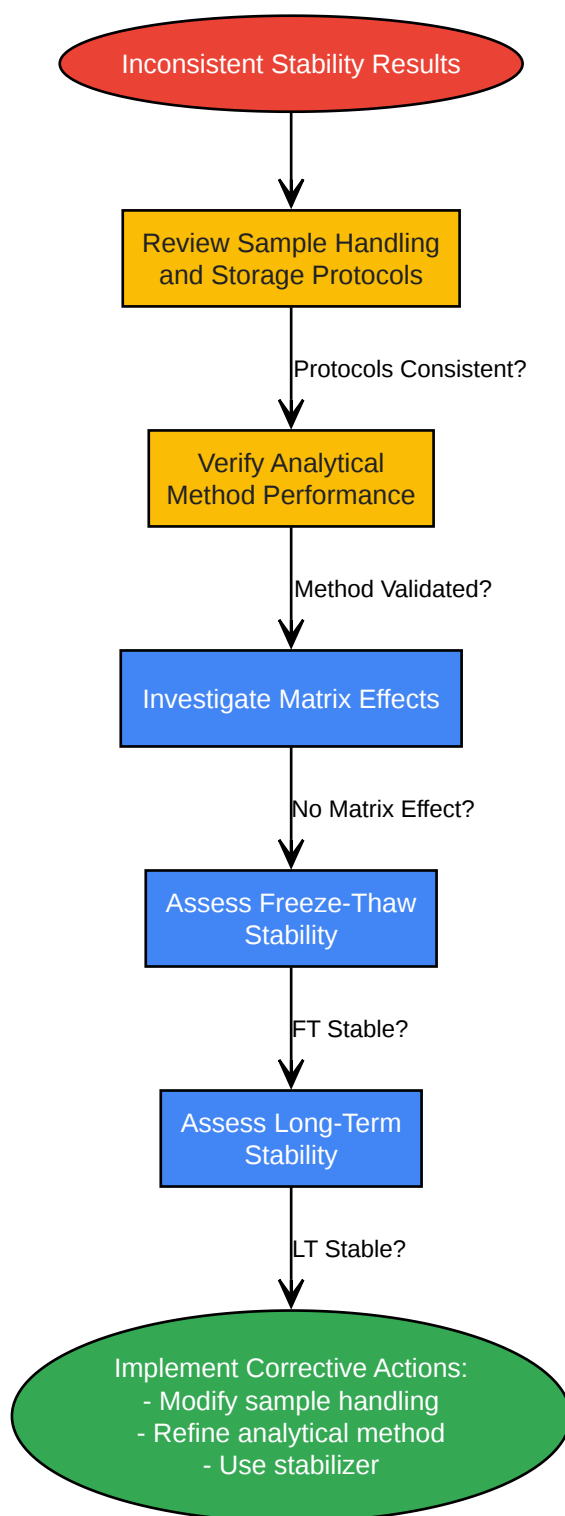 Inconsistent Stability Results
Review Sample Handling
and Storage Protocols
Protocols Consistent?
Verify Analytical
Method Performance
Method Validated?
Investigate Matrix Effects
No Matrix Effect?
Assess Freeze-Thaw
Stability
FT Stable?
Assess Long-Term
Stability
LT Stable?
Implement Corrective Actions:
- Modify sample handling
- Refine analytical method
- Use stabilizer